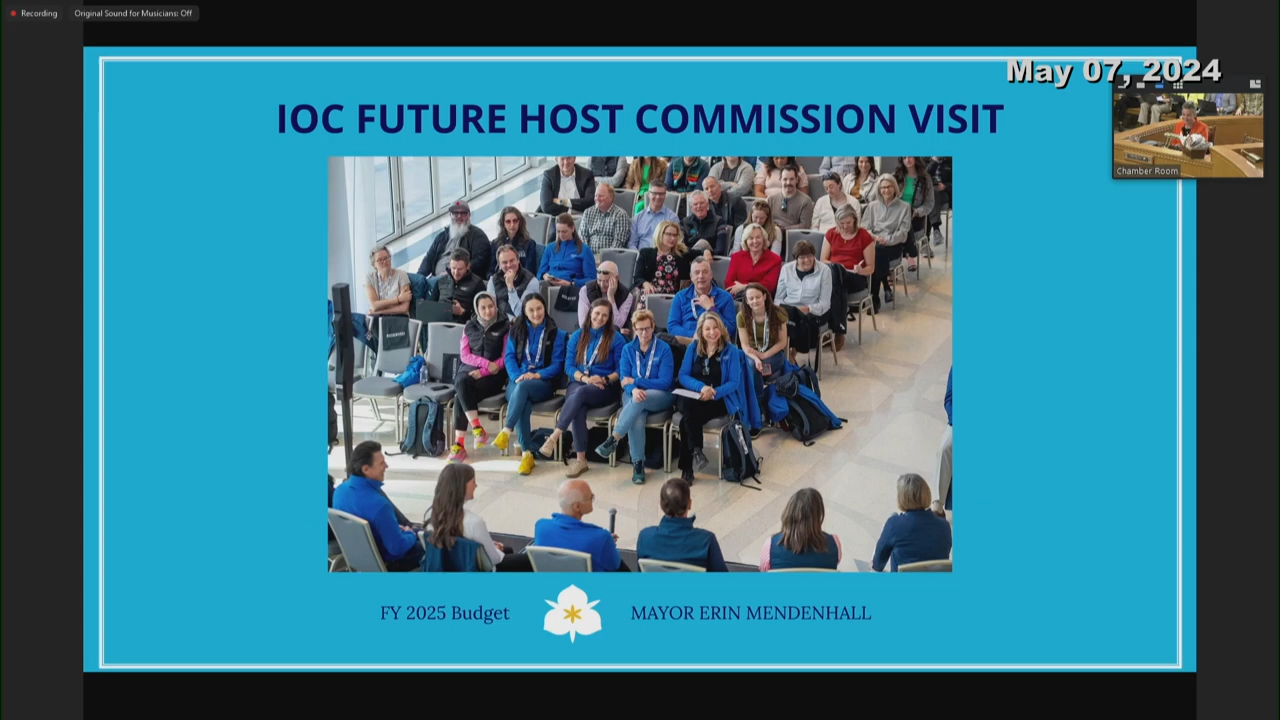 Recording
Original Sound for Musicians: Off
May 07, 2024
IOC FUTURE HOST COMMISSION VISIT
Chamber Room
RESERVED
FY 2025 Budget
MAYOR ERIN MENDENHALL